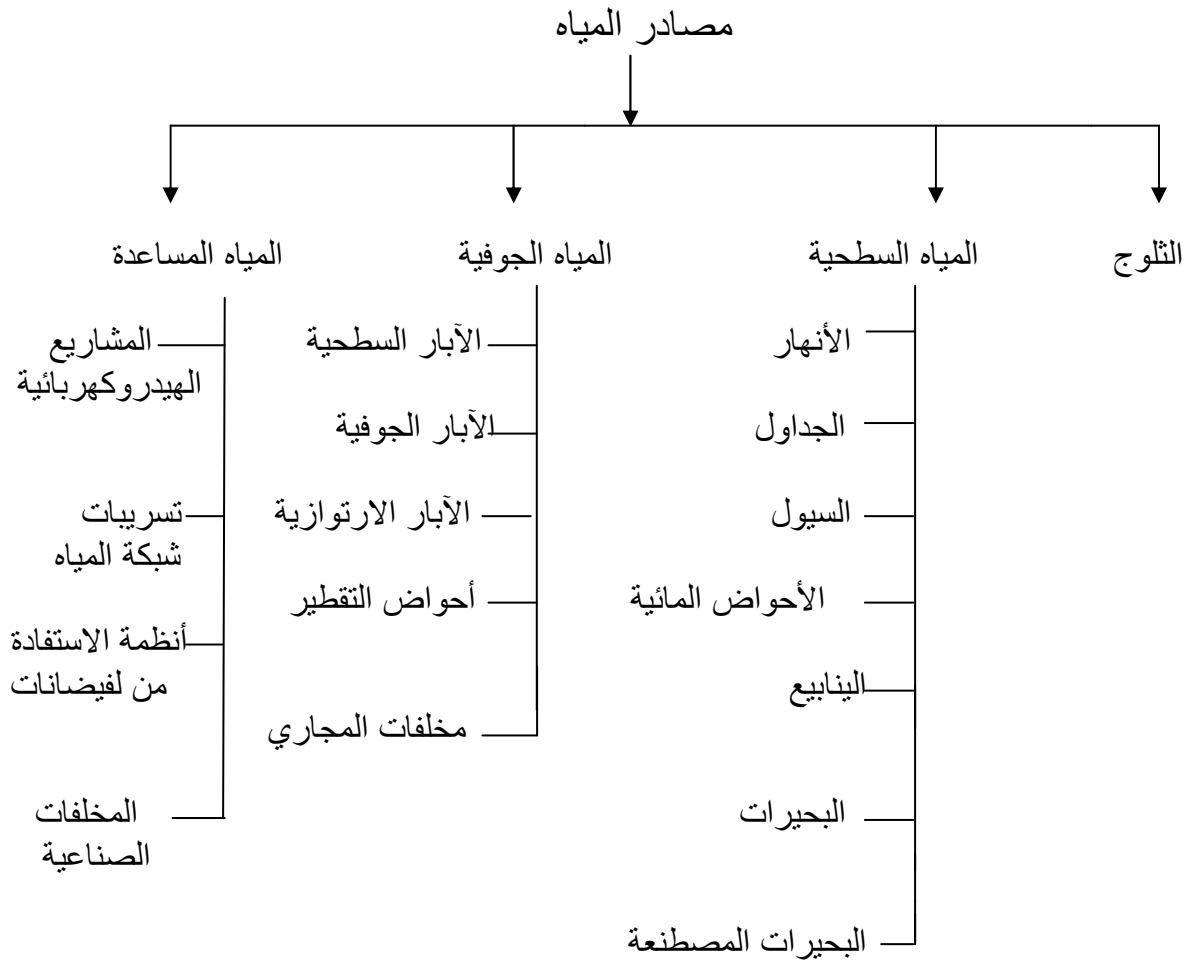 مصادر المياه
الثلوج
المياه السطحية
الأنهار
الجداول
السيول
الأحواض المائية
الينابيع
البحيرات
البحيرات المصطنعة
المياه الجوفية
الآبار السطحية
الآبار الجوفية
الآبار الارتوازية
أحواض التقطير
مخلفات المجاري
المياه المساعدة
المشاريع
الهيدروكهربائية
تسريبات
شبكة المياه
أنظمة الاستفادة
من لفيضانات
المخلفات
الصناعية